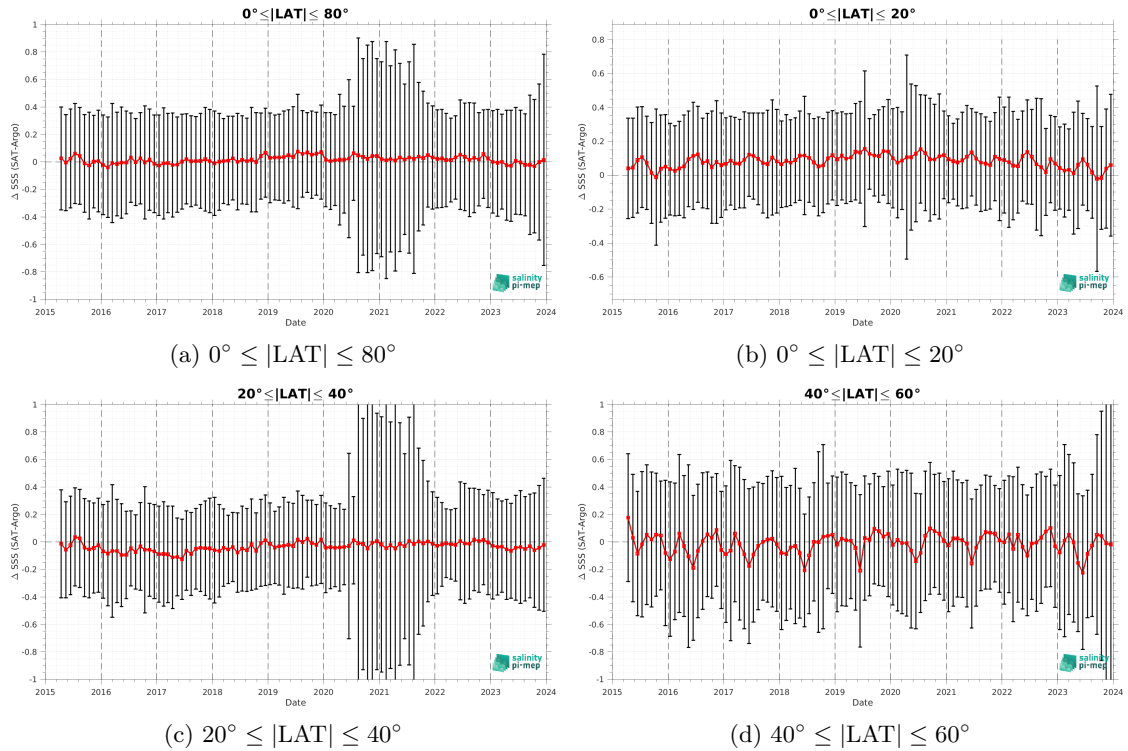 0°≤|LAT|≤ 80°
Δ SSS (SAT-Argo)
1
0.8
0.6
0.4
0.2
0
-0.2
-0.4
-0.6
-0.8
-1
2015 2016 2017 2018 2019 2020 2021 2022 2023 2024
Date
salinity
pi-mep
(a) 0° ≤ |LAT| ≤ 80°
0°≤|LAT|≤ 20°
Δ SSS (SAT-Argo)
0.8
0.6
0.4
0.2
0
-0.2
-0.4
-0.6
2015 2016 2017 2018 2019 2020 2021 2022 2023 2024
Date
salinity
pi-mep
(b) 0° ≤ |LAT| ≤ 20°
20°≤|LAT|≤ 40°
Δ SSS (SAT-Argo)
1
0.8
0.6
0.4
0.2
0
-0.2
-0.4
-0.6
-0.8
-1
2015 2016 2017 2018 2019 2020 2021 2022 2023 2024
Date
salinity
pi-mep
(c) 20° ≤ |LAT| ≤ 40°
40°≤|LAT|≤ 60°
Δ SSS (SAT-Argo)
1
0.8
0.6
0.4
0.2
0
-0.2
-0.4
-0.6
-0.8
-1
2015 2016 2017 2018 2019 2020 2021 2022 2023 2024
Date
salinity
pi-mep
(d) 40° ≤ |LAT| ≤ 60°